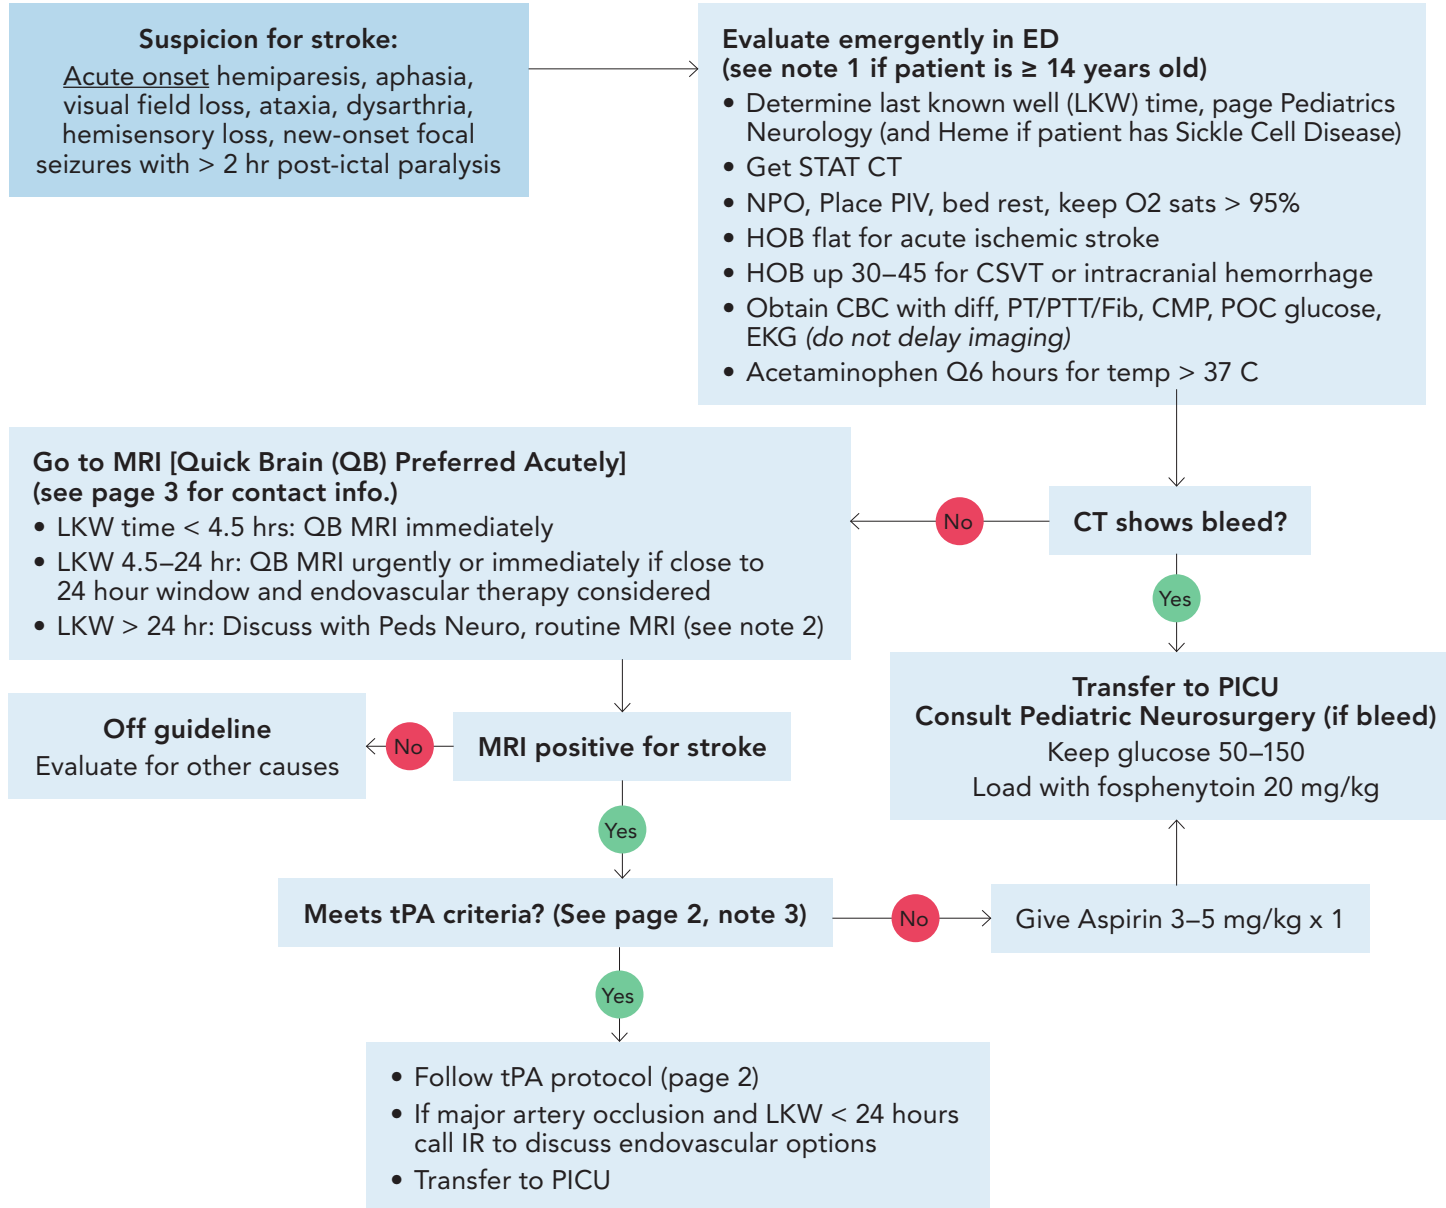 Suspicion for stroke:
Acute onset hemiparesis, aphasia,
visual field loss, ataxia, dysarthria,
hemisensory loss, new-onset focal
seizures with > 2 hr post-ictal paralysis
Evaluate emergently in ED
(see note 1 if patient is ≥ 14 years old)
• Determine last known well (LKW) time, page Pediatrics
Neurology (and Heme if patient has Sickle Cell Disease)
• Get STAT CT
• NPO, Place PIV, bed rest, keep O2 sats > 95%
• HOB flat for acute ischemic stroke
• HOB up 30–45 for CSVT or intracranial hemorrhage
• Obtain CBC with diff, PT/PTT/Fib, CMP, POC glucose,
EKG (do not delay imaging)
• Acetaminophen Q6 hours for temp > 37 C
CT shows bleed?
No
Yes
Go to MRI [Quick Brain (QB) Preferred Acutely]
(see page 3 for contact info.)
• LKW time < 4.5 hrs: QB MRI immediately
• LKW 4.5–24 hr: QB MRI urgently or immediately if close to
24 hour window and endovascular therapy considered
• LKW > 24 hr: Discuss with Peds Neuro, routine MRI (see note 2)
Transfer to PICU
Consult Pediatric Neurosurgery (if bleed)
Keep glucose 50–150
Load with fosphenytoin 20 mg/kg
MRI positive for stroke
No
Off guideline
Evaluate for other causes
Yes
Meets tPA criteria? (See page 2, note 3)
No
Give Aspirin 3–5 mg/kg x 1
Yes
• Follow tPA protocol (page 2)
• If major artery occlusion and LKW < 24 hours
call IR to discuss endovascular options
• Transfer to PICU